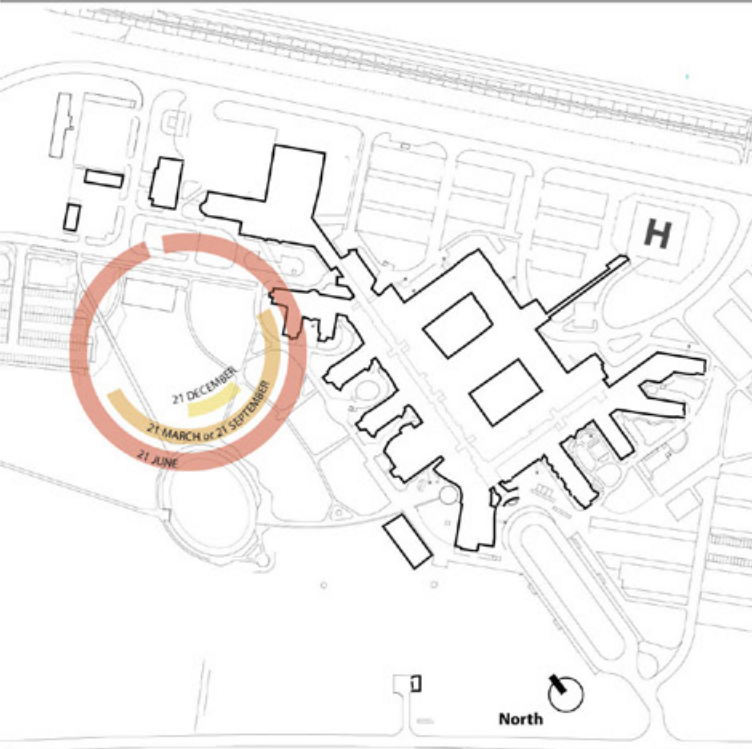 H
21 DECEMBER
21 MARCH or 21 SEPTEMBER
21 JUNE
North